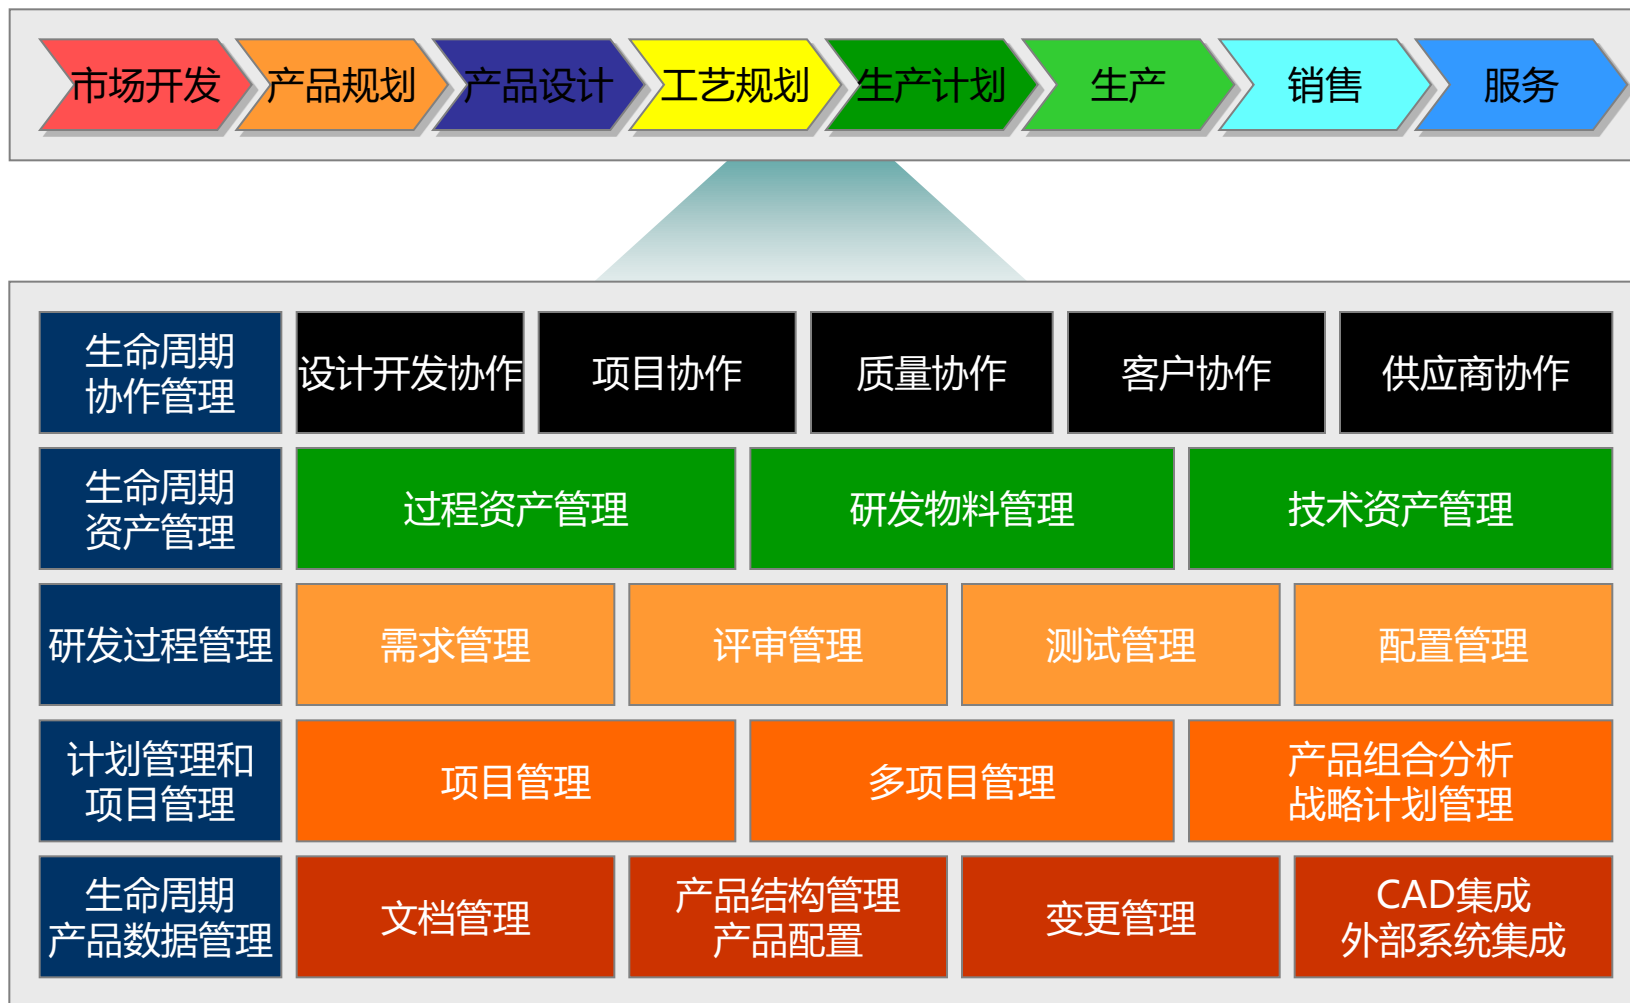 市场开发
产品规划
产品设计
工艺规划
生产计划
生产
销售
服务
生命周期
协作管理
设计开发协作
项目协作
质量协作
客户协作
供应商协作
生命周期
资产管理
过程资产管理
研发物料管理
技术资产管理
研发过程管理
需求管理
评审管理
测试管理
配置管理
计划管理和
项目管理
项目管理
多项目管理
产品组合分析
战略计划管理
生命周期
产品数据管理
文档管理
产品结构管理
产品配置
变更管理
CAD集成
外部系统集成